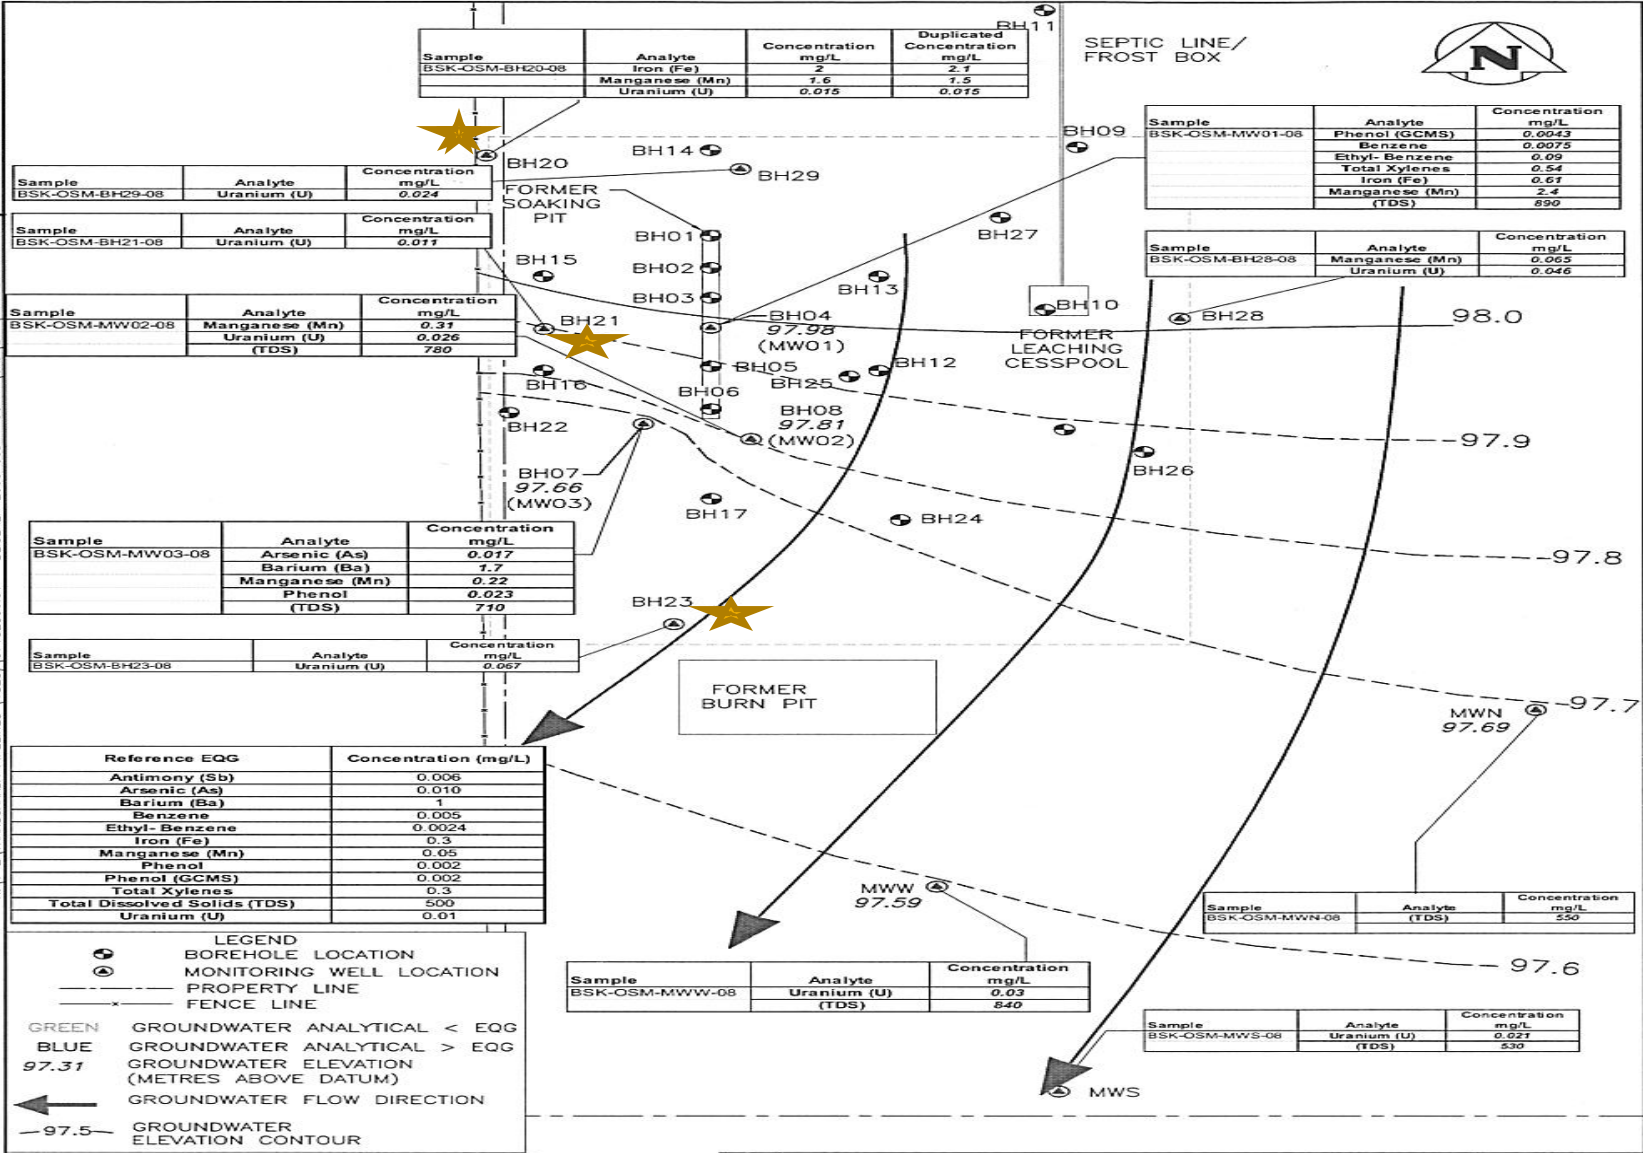 BH11
SEPTIC LINE/
FROST BOX
N
Sample Analyte Concentration mg/L Duplicated Concentration mg/L
BSK-OSM-BH20-08 Iron (Fe) 2 2.1
Manganese (Mn) 1.6 1.5
Uranium (U) 0.015 0.015
Sample Analyte Concentration mg/L
BSK-OSM-MW01-08 Phenol (GCMS) 0.0043
Benzene 0.0075
Ethyl- Benzene 0.09
Total Xylenes 0.54
Iron (Fe) 0.61
Manganese (Mn) 2.4
(TDS) 890
BH09
BH14
BH20
BH29
Sample Analyte Concentration mg/L
BSK-OSM-BH29-08 Uranium (U) 0.024
FORMER
SOAKING
PIT
Sample Analyte Concentration mg/L
BSK-OSM-BH21-08 Uranium (U) 0.011
BH01
BH27
Sample Analyte Concentration mg/L
BSK-OSM-BH28-08 Manganese (Mn) 0.065
Uranium (U) 0.046
BH15
BH02
BH13
BH03
BH10
Sample Analyte Concentration mg/L
BSK-OSM-MW02-08 Manganese (Mn) 0.31
Uranium (U) 0.026
(TDS) 780
BH21
BH04
97.98
(MW01)
BH28
98.0
FORMER
LEACHING
CESSPOOL
BH05
BH12
BH16
BH25
BH06
BH22
BH08
97.81
(MW02)
97.9
BH26
BH07
97.66
(MW03)
BH17
BH24
97.8
Sample Analyte Concentration mg/L
BSK-OSM-MW03-08 Arsenic (As) 0.017
Barium (Ba) 1.7
Manganese (Mn) 0.22
Phenol 0.023
(TDS) 710
BH23
Sample Analyte Concentration mg/L
BSK-OSM-BH23-08 Uranium (U) 0.067
FORMER
BURN PIT
97.7
MWN
97.69
Reference EQG Concentration (mg/L)
Antimony (Sb) 0.006
Arsenic (As) 0.010
Barium (Ba) 1
Benzene 0.005
Ethyl- Benzene 0.0024
Iron (Fe) 0.3
Manganese (Mn) 0.05
Phenol 0.002
Phenol (GCMS) 0.002
Total Xylenes 0.3
Total Dissolved Solids (TDS) 500
Uranium (U) 0.01
MWW
97.59
Sample Analyte Concentration mg/L
BSK-OSM-MWN-08 (TDS) 550
97.6
Sample Analyte Concentration mg/L
BSK-OSM-MWW-08 Uranium (U) 0.03
(TDS) 840
Sample Analyte Concentration mg/L
BSK-OSM-MWS-08 Uranium (U) 0.021
(TDS) 530
MWS
LEGEND
BOREHOLE LOCATION
MONITORING WELL LOCATION
PROPERTY LINE
FENCE LINE
GREEN GROUNDWATER ANALYTICAL < EQG
BLUE GROUNDWATER ANALYTICAL > EQG
97.31 GROUNDWATER ELEVATION
(METRES ABOVE DATUM)
GROUNDWATER FLOW DIRECTION
97.5 GROUNDWATER
ELEVATION CONTOUR